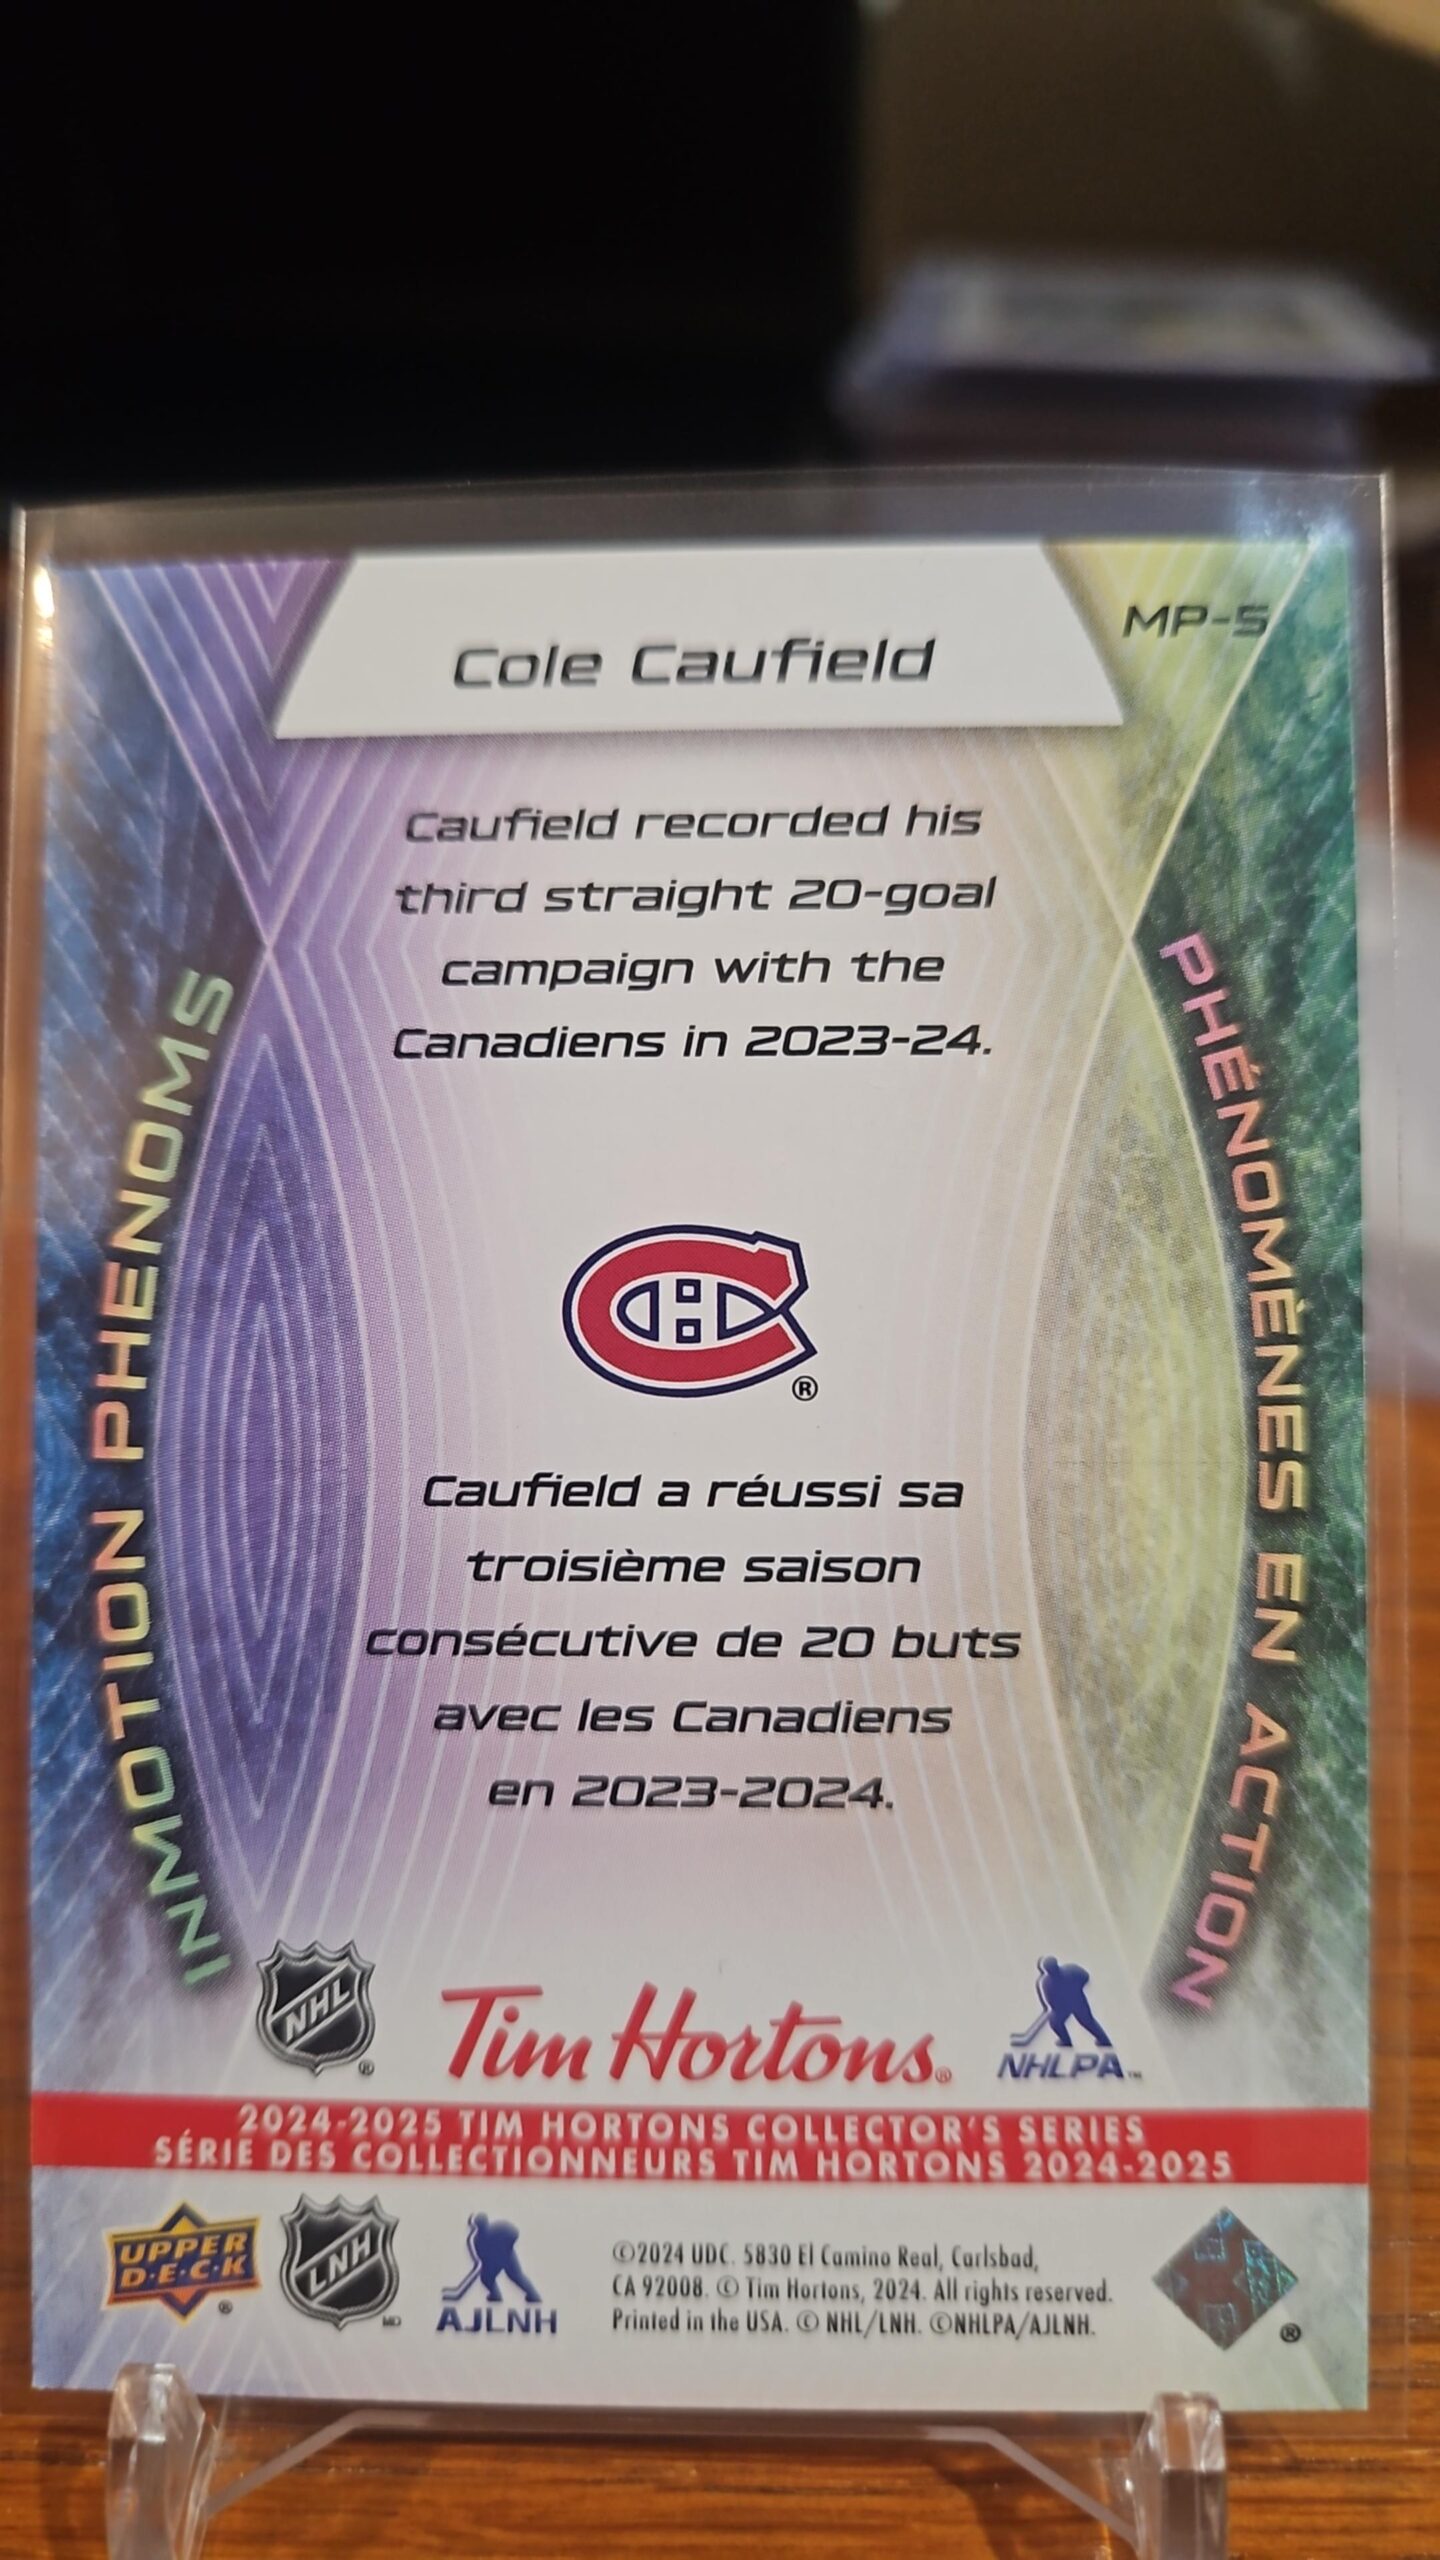 Cole Caufield
MP-5
Caufield recorded his
third straight 20-goal
campaign with the
Canadiens in 2023-24.
INMOTION PHENOMS
PHÉNOMÈNES EN ACTION
®
Caufield a réussi sa
troisième saison
consécutive de 20 buts
avec les Canadiens
en 2023-2024.
NHL ®
Tim Hortons®
NHLPA™
2024-2025 TIM HORTONS COLLECTOR'S SERIES
SÉRIE DES COLLECTIONNEURS TIM HORTONS 2024-2025
UPPER
D·E·C·K ®
LNH MD
AJLNH
©2024 UDC. 5830 El Camino Real, Carlsbad,
CA 92008. © Tim Hortons, 2024. All rights reserved.
Printed in the USA. © NHL/LNH. ©NHLPA/AJLNH.
®